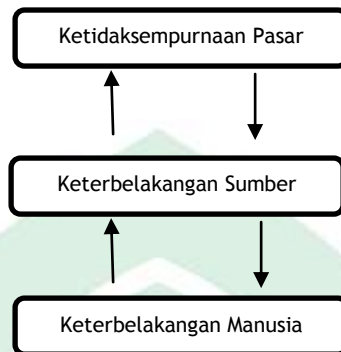 Ketidaksempurnaan Pasar
Keterbelakangan Sumber
Keterbelakangan Manusia